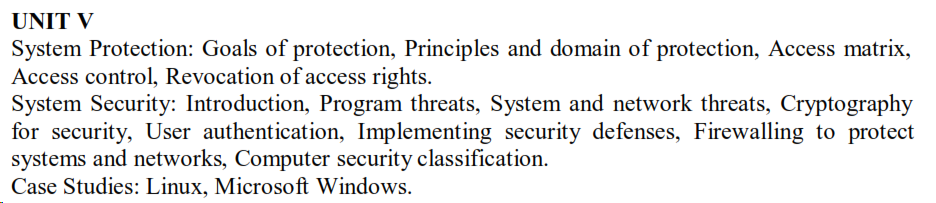 UNIT V
System Protection: Goals of protection, Principles and domain of protection, Access matrix,
Access control, Revocation of access rights.
System Security: Introduction, Program threats, System and network threats, Cryptography
for security, User authentication, Implementing security defenses, Firewalling to protect
systems and networks, Computer security classification.
Case Studies: Linux, Microsoft Windows.